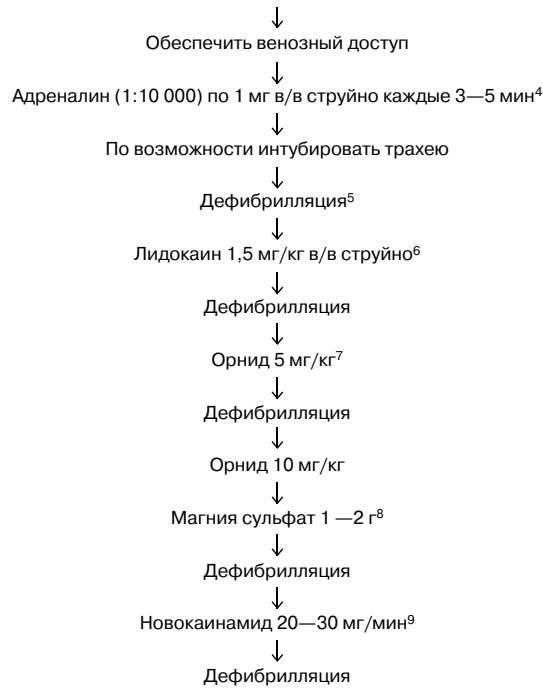 Обеспечить венозный доступ
Адреналин (1:10 000) по 1 мг в/в струйно каждые 3—5 мин⁴
По возможности интубировать трахею
Дефибрилляция⁵
Лидокаин 1,5 мг/кг в/в струйно⁶
Дефибрилляция
Орнид 5 мг/кг⁷
Дефибрилляция
Орнид 10 мг/кг
Магния сульфат 1 —2 г⁸
Дефибрилляция
Новокаинамид 20—30 мг/мин⁹
Дефибрилляция